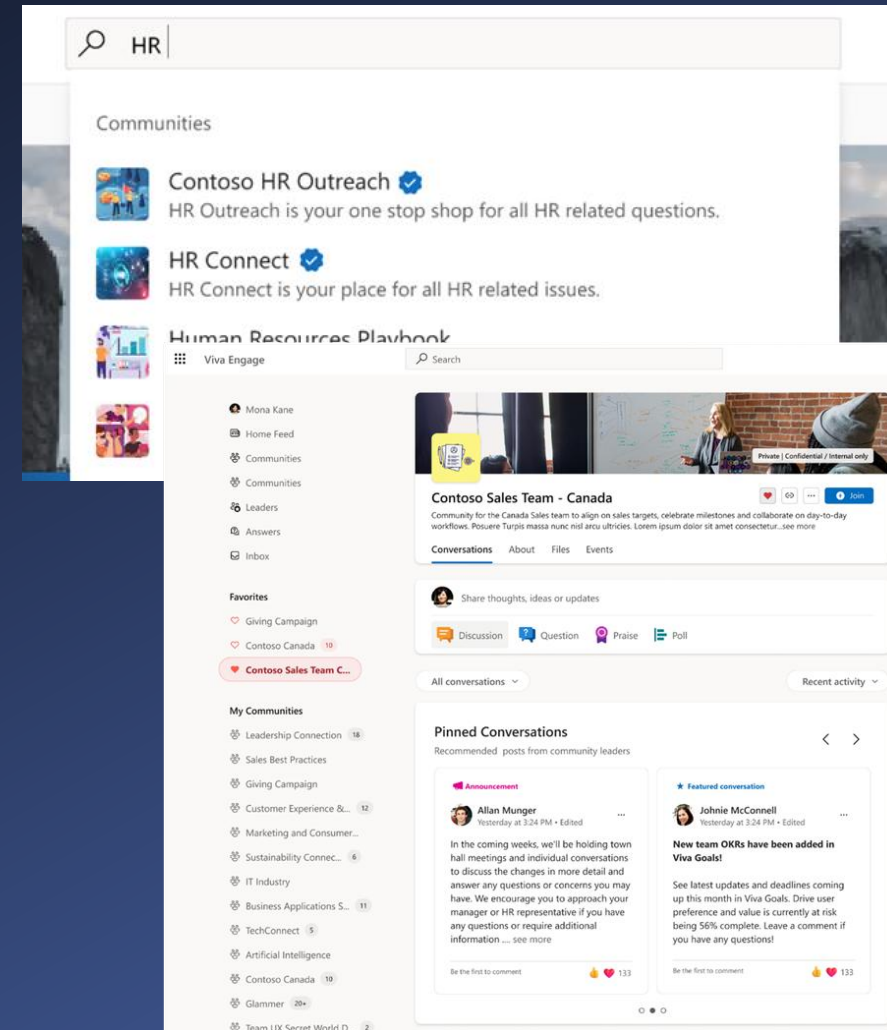 HR
Communities
Contoso HR Outreach
HR Outreach is your one stop shop for all HR related questions.
HR Connect
HR Connect is your place for all HR related issues.
Human Resources Playbook
Viva Engage
Search
Mona Kane
Home Feed
Communities
Communities
Leaders
Answers
Inbox
Favorites
Giving Campaign
Contoso Canada 10
Contoso Sales Team C...
My Communities
Leadership Connection 18
Sales Best Practices
Giving Campaign
Customer Experience &... 12
Marketing and Consumer...
Sustainability Connec... 6
IT Industry
Business Applications S... 11
TechConnect 5
Artificial Intelligence
Contoso Canada 10
Glammer 20+
Team UX Secret World D... 2
Private | Confidential / Internal only
Contoso Sales Team - Canada
Join
Community for the Canada Sales team to align on sales targets, celebrate milestones and collaborate on day-to-day
workflows. Posuere Turpis massa nunc nisl arcu ultricies. Lorem ipsum dolor sit amet consectetur...see more
Conversations About Files Events
Share thoughts, ideas or updates
Discussion Question Praise Poll
All conversations
Recent activity
Pinned Conversations
Recommended posts from community leaders
Announcement
Allan Munger
Yesterday at 3:24 PM • Edited
In the coming weeks, we'll be holding town
hall meetings and individual conversations
to discuss the changes in more detail and
answer any questions or concerns you may
have. We encourage you to approach your
manager or HR representative if you have
any questions or require additional
information .... see more
Be the first to comment
133
Featured conversation
Johnie McConnell
Yesterday at 3:24 PM • Edited
New team OKRs have been added in
Viva Goals!
See latest updates and deadlines coming
up this month in Viva Goals. Drive user
preference and value is currently at risk
being 56% complete. Leave a comment if
you have any questions!
Be the first to comment
133